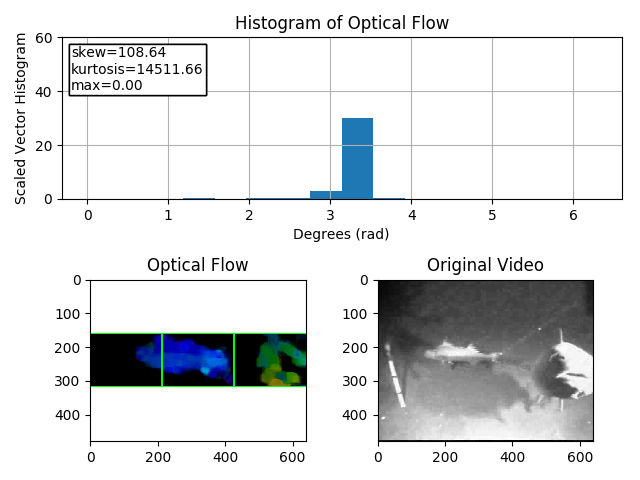 Histogram of Optical Flow
skew=108.64
kurtosis=14511.66
max=0.00
Scaled Vector Histogram
60
40
20
0
0 1 2 3 4 5 6
Degrees (rad)
Optical Flow
0
100
200
300
400
0 200 400 600
Original Video
0
100
200
300
400
0 200 400 600